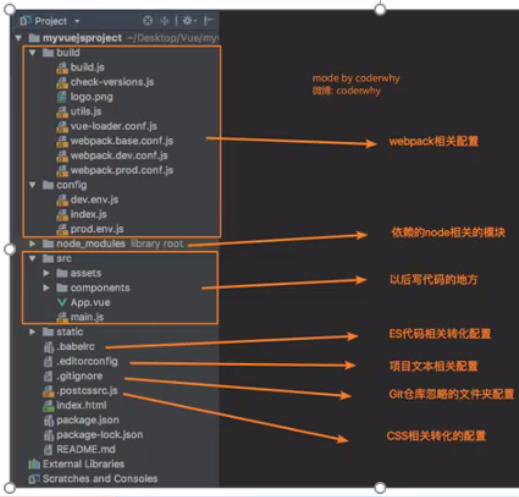 Project
myvuejsproject ~/Desktop/Vue/myv
build
build.js
check-versions.js
logo.png
utils.js
vue-loader.conf.js
webpack.base.conf.js
webpack.dev.conf.js
webpack.prod.conf.js
config
dev.env.js
index.js
prod.env.js
node_modules library root
src
assets
components
App.vue
main.js
static
.babelrc
.editorconfig
.gitignore
.postcssrc.js
index.html
package.json
package-lock.json
README.md
External Libraries
Scratches and Consoles
mode by coderwhy
微博: coderwhy
webpack相关配置
依赖的node相关的模块
以后写代码的地方
ES代码相关转化配置
项目文本相关配置
Git仓库忽略的文件夹配置
CSS相关转化的配置